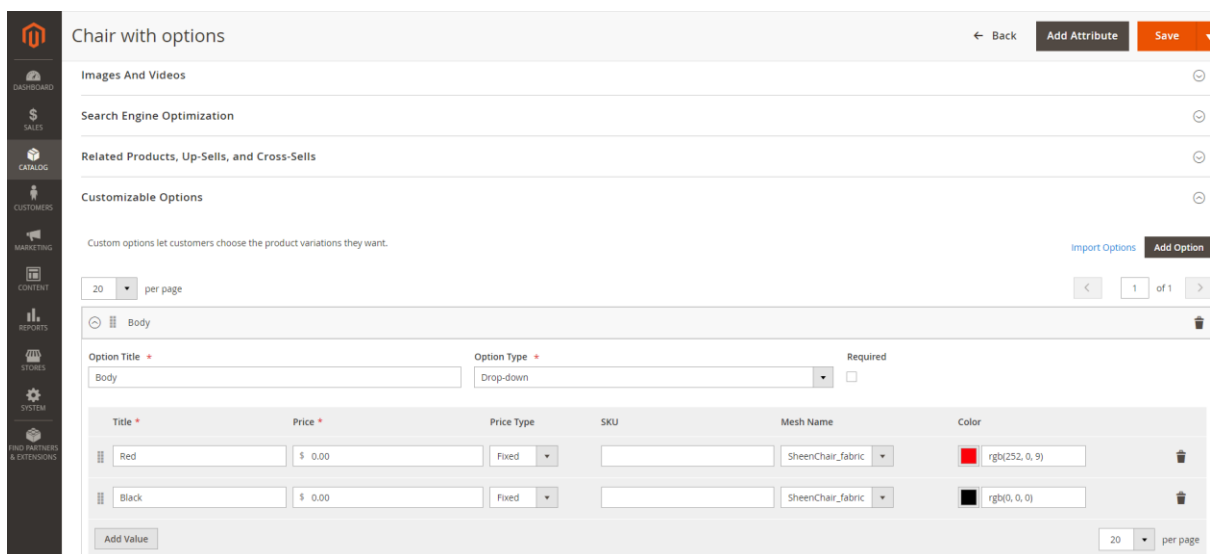 Chair with options
← Back
Add Attribute
Save
DASHBOARD
SALES
CATALOG
CUSTOMERS
MARKETING
CONTENT
REPORTS
STORES
SYSTEM
FIND PARTNERS
& EXTENSIONS
Images And Videos
Search Engine Optimization
Related Products, Up-Sells, and Cross-Sells
Customizable Options
Custom options let customers choose the product variations they want.
Import Options
Add Option
20 per page
1 of 1
Body
Option Title *
Option Type *
Required
Body
Drop-down
Title * Price * Price Type SKU Mesh Name Color
Red $ 0.00 Fixed SheenChair_fabric rgb(252, 0, 9)
Black $ 0.00 Fixed SheenChair_fabric rgb(0, 0, 0)
Add Value
20 per page